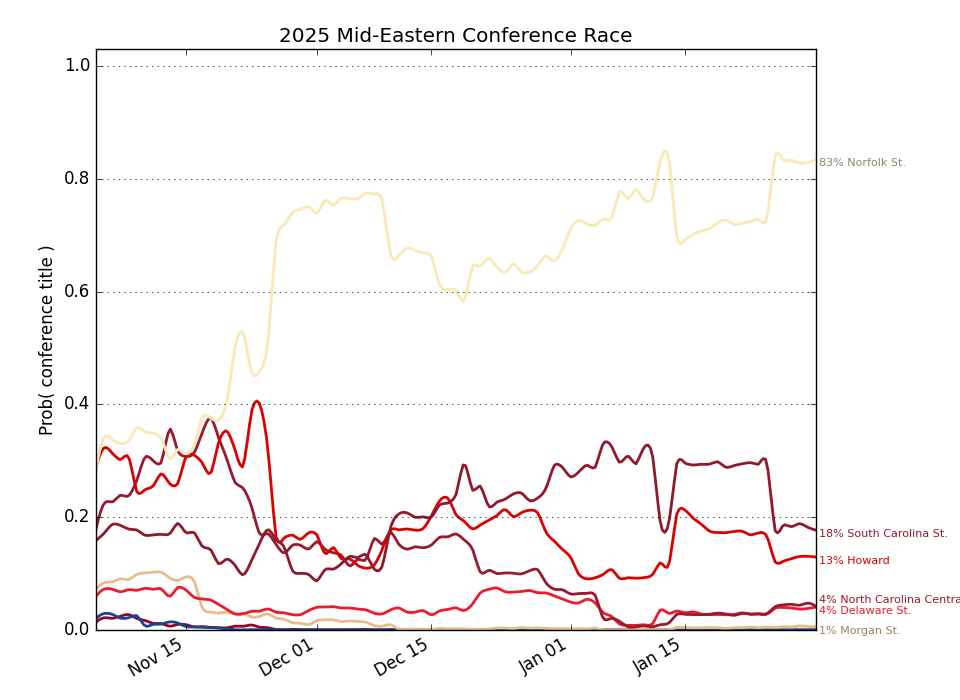 2025 Mid-Eastern Conference Race
1.0
0.8
0.6
0.4
0.2
0.0
Prob( conference title )
83% Norfolk St.
18% South Carolina St.
13% Howard
4% North Carolina Centra
4% Delaware St.
1% Morgan St.
Nov 15
Dec 01
Dec 15
Jan 01
Jan 15